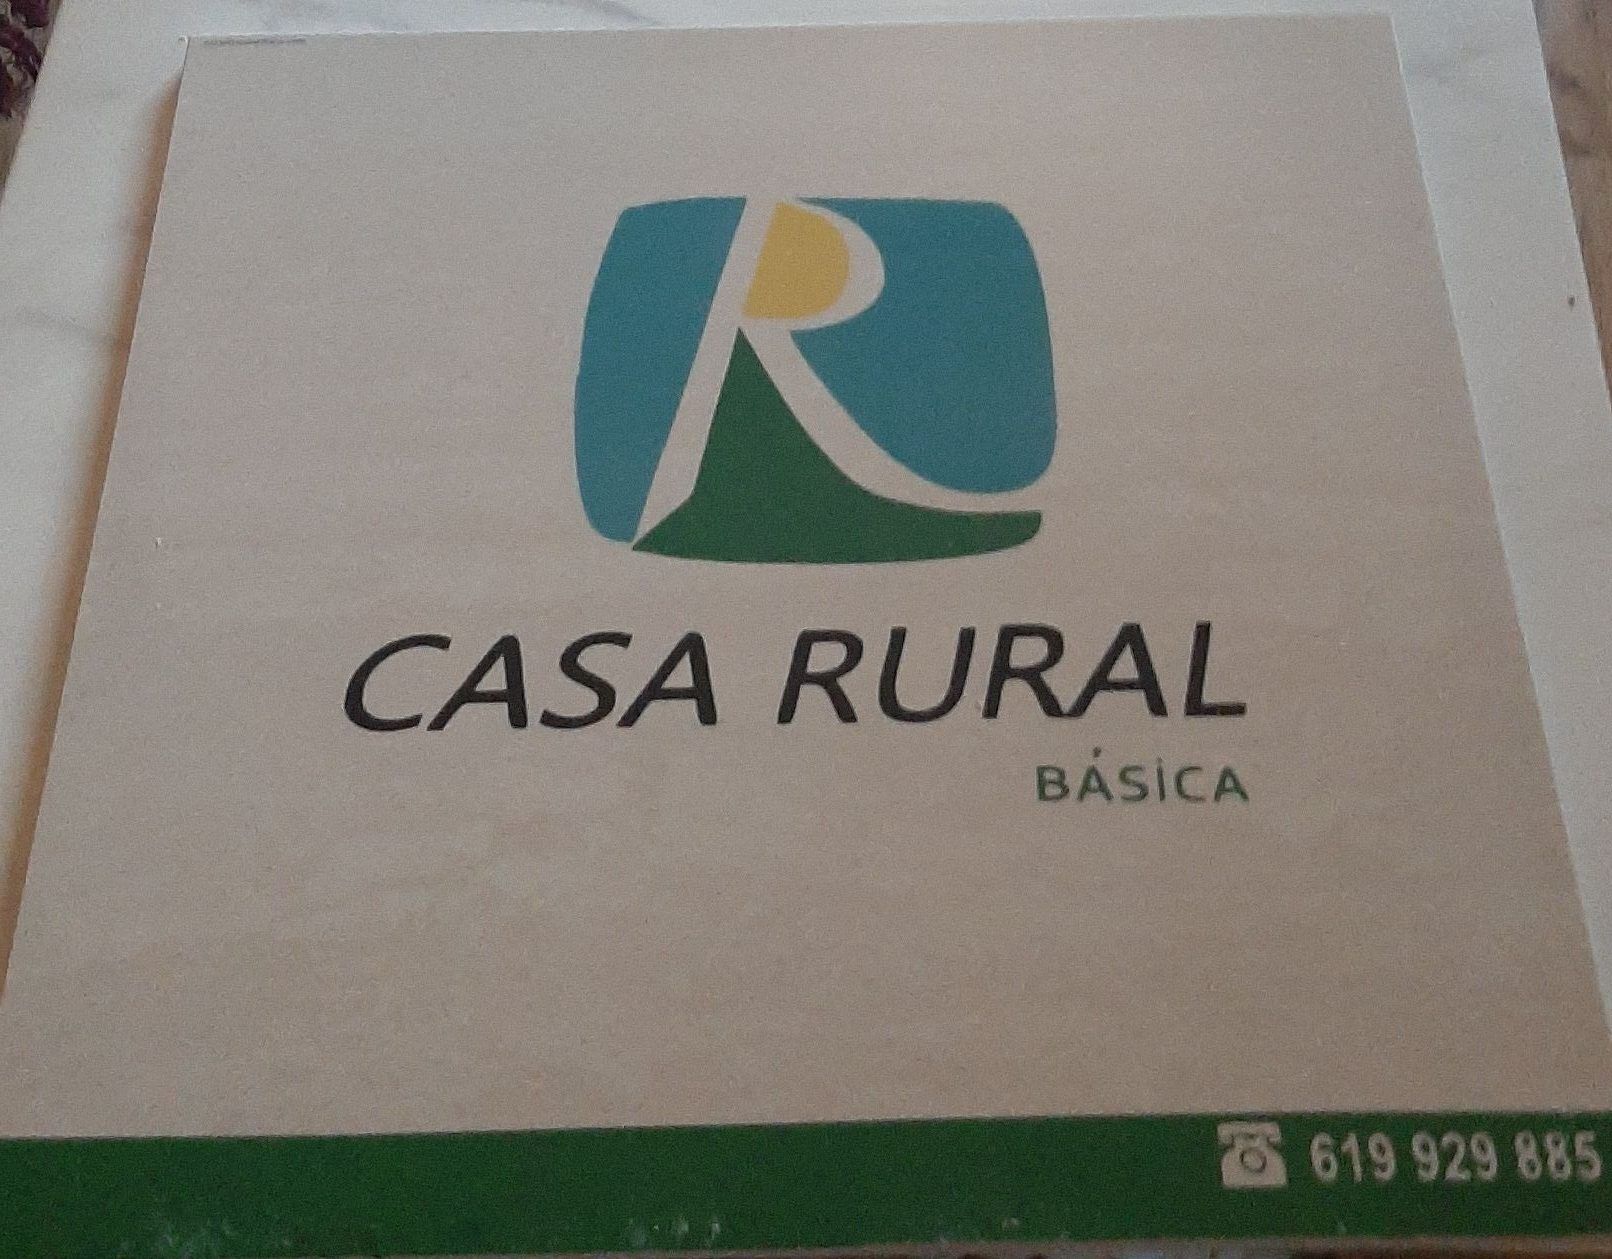 CASA RURAL
BÁSICA
619 929 885